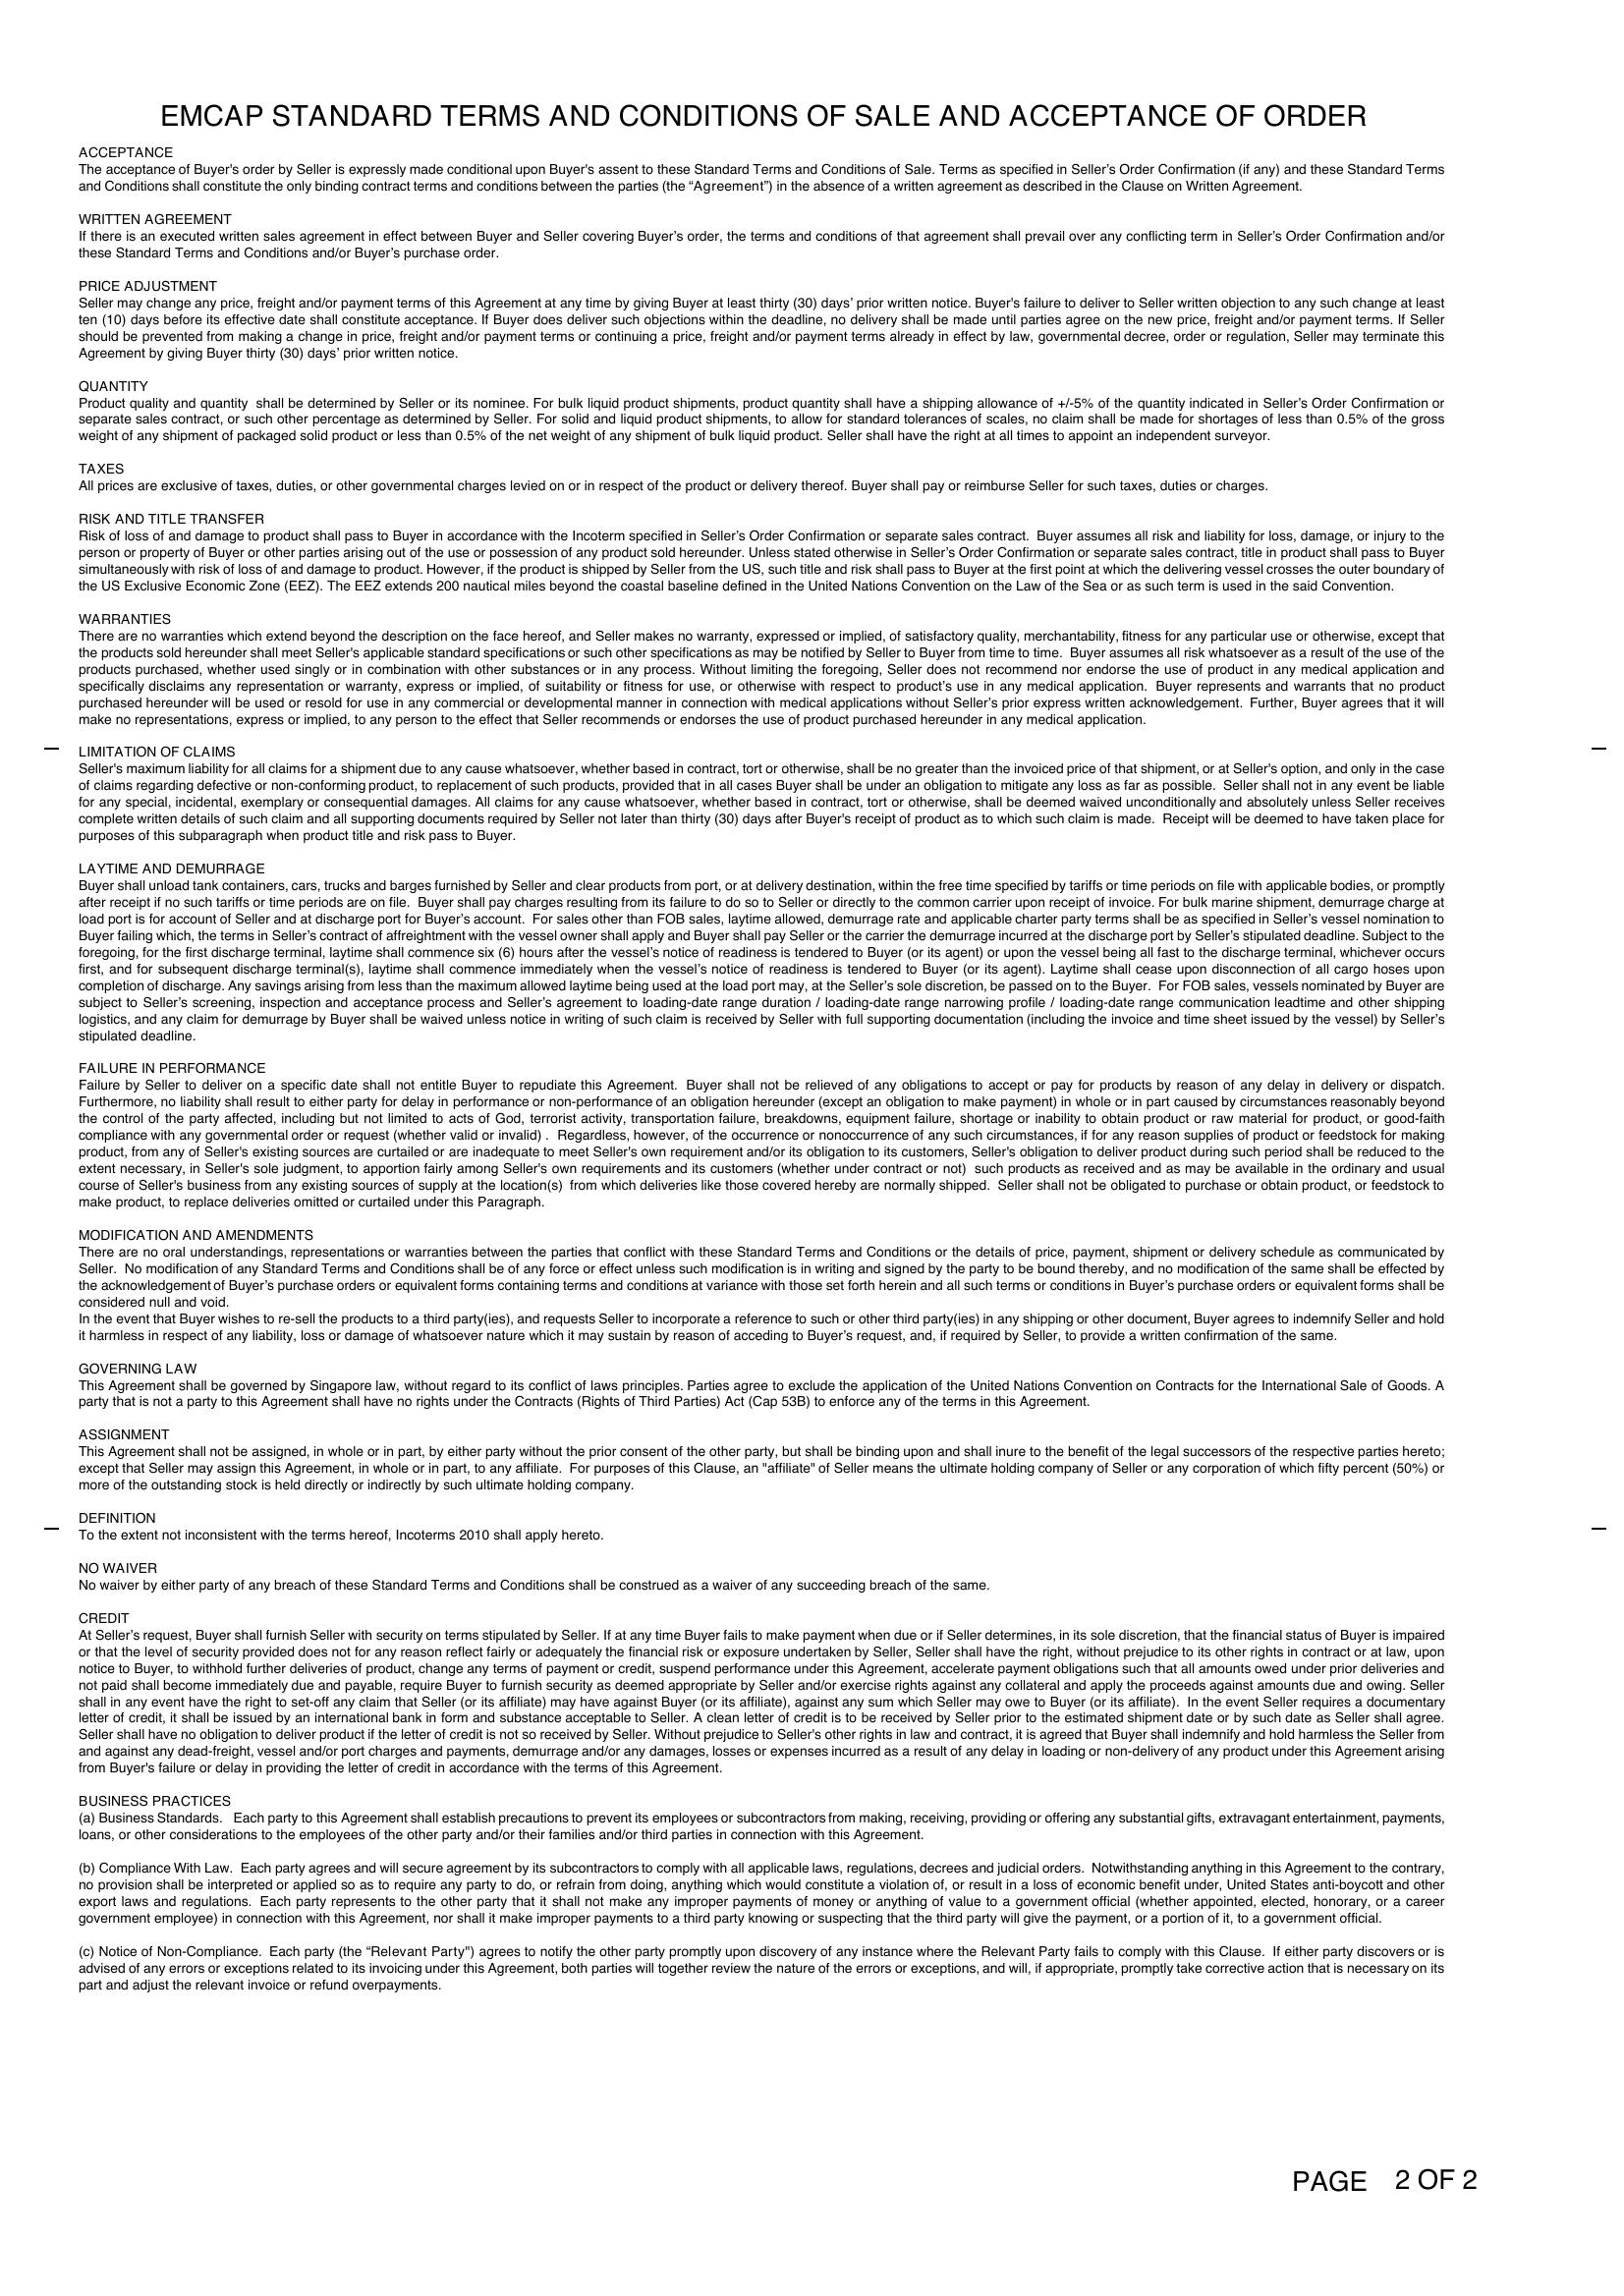 EMCAP STANDARD TERMS AND CONDITIONS OF SALE AND ACCEPTANCE OF ORDER
ACCEPTANCE
The acceptance of Buyer's order by Seller is expressly made conditional upon Buyer's assent to these Standard Terms and Conditions of Sale. Terms as specified in Seller's Order Confirmation (if any) and these Standard Terms
and Conditions shall constitute the only binding contract terms and conditions between the parties (the “Agreement”) in the absence of a written agreement as described in the Clause on Written Agreement.
WRITTEN AGREEMENT
If there is an executed written sales agreement in effect between Buyer and Seller covering Buyer's order, the terms and conditions of that agreement shall prevail over any conflicting term in Seller's Order Confirmation and/or
these Standard Terms and Conditions and/or Buyer's purchase order.
PRICE ADJUSTMENT
Seller may change any price, freight and/or payment terms of this Agreement at any time by giving Buyer at least thirty (30) days' prior written notice. Buyer's failure to deliver to Seller written objection to any such change at least
ten (10) days before its effective date shall constitute acceptance. If Buyer does deliver such objections within the deadline, no delivery shall be made until parties agree on the new price, freight and/or payment terms. If Seller
should be prevented from making a change in price, freight and/or payment terms or continuing a price, freight and/or payment terms already in effect by law, governmental decree, order or regulation, Seller may terminate this
Agreement by giving Buyer thirty (30) days' prior written notice.
QUANTITY
Product quality and quantity shall be determined by Seller or its nominee. For bulk liquid product shipments, product quantity shall have a shipping allowance of +/-5% of the quantity indicated in Seller's Order Confirmation or
separate sales contract, or such other percentage as determined by Seller. For solid and liquid product shipments, to allow for standard tolerances of scales, no claim shall be made for shortages of less than 0.5% of the gross
weight of any shipment of packaged solid product or less than 0.5% of the net weight of any shipment of bulk liquid product. Seller shall have the right at all times to appoint an independent surveyor.
TAXES
All prices are exclusive of taxes, duties, or other governmental charges levied on or in respect of the product or delivery thereof. Buyer shall pay or reimburse Seller for such taxes, duties or charges.
RISK AND TITLE TRANSFER
Risk of loss of and damage to product shall pass to Buyer in accordance with the Incoterm specified in Seller's Order Confirmation or separate sales contract. Buyer assumes all risk and liability for loss, damage, or injury to the
person or property of Buyer or other parties arising out of the use or possession of any product sold hereunder. Unless stated otherwise in Seller's Order Confirmation or separate sales contract, title in product shall pass to Buyer
simultaneously with risk of loss of and damage to product. However, if the product is shipped by Seller from the US, such title and risk shall pass to Buyer at the first point at which the delivering vessel crosses the outer boundary of
the US Exclusive Economic Zone (EEZ). The EEZ extends 200 nautical miles beyond the coastal baseline defined in the United Nations Convention on the Law of the Sea or as such term is used in the said Convention.
WARRANTIES
There are no warranties which extend beyond the description on the face hereof, and Seller makes no warranty, expressed or implied, of satisfactory quality, merchantability, fitness for any particular use or otherwise, except that
the products sold hereunder shall meet Seller's applicable standard specifications or such other specifications as may be notified by Seller to Buyer from time to time. Buyer assumes all risk whatsoever as a result of the use of the
products purchased, whether used singly or in combination with other substances or in any process. Without limiting the foregoing, Seller does not recommend nor endorse the use of product in any medical application and
specifically disclaims any representation or warranty, express or implied, of suitability or fitness for use, or otherwise with respect to product's use in any medical application. Buyer represents and warrants that no product
purchased hereunder will be used or resold for use in any commercial or developmental manner in connection with medical applications without Seller's prior express written acknowledgement. Further, Buyer agrees that it will
make no representations, express or implied, to any person to the effect that Seller recommends or endorses the use of product purchased hereunder in any medical application.
LIMITATION OF CLAIMS
Seller's maximum liability for all claims for a shipment due to any cause whatsoever, whether based in contract, tort or otherwise, shall be no greater than the invoiced price of that shipment, or at Seller's option, and only in the case
of claims regarding defective or non-conforming product, to replacement of such products, provided that in all cases Buyer shall be under an obligation to mitigate any loss as far as possible. Seller shall not in any event be liable
for any special, incidental, exemplary or consequential damages. All claims for any cause whatsoever, whether based in contract, tort or otherwise, shall be deemed waived unconditionally and absolutely unless Seller receives
complete written details of such claim and all supporting documents required by Seller not later than thirty (30) days after Buyer's receipt of product as to which such claim is made. Receipt will be deemed to have taken place for
purposes of this subparagraph when product title and risk pass to Buyer.
LAYTIME AND DEMURRAGE
Buyer shall unload tank containers, cars, trucks and barges furnished by Seller and clear products from port, or at delivery destination, within the free time specified by tariffs or time periods on file with applicable bodies, or promptly
after receipt if no such tariffs or time periods are on file. Buyer shall pay charges resulting from its failure to do so to Seller or directly to the common carrier upon receipt of invoice. For bulk marine shipment, demurrage charge at
load port is for account of Seller and at discharge port for Buyer's account. For sales other than FOB sales, laytime allowed, demurrage rate and applicable charter party terms shall be as specified in Seller's vessel nomination to
Buyer failing which, the terms in Seller's contract of affreightment with the vessel owner shall apply and Buyer shall pay Seller or the carrier the demurrage incurred at the discharge port by Seller's stipulated deadline. Subject to the
foregoing, for the first discharge terminal, laytime shall commence six (6) hours after the vessel's notice of readiness is tendered to Buyer (or its agent) or upon the vessel being all fast to the discharge terminal, whichever occurs
first, and for subsequent discharge terminal(s), laytime shall commence immediately when the vessel's notice of readiness is tendered to Buyer (or its agent). Laytime shall cease upon disconnection of all cargo hoses upon
completion of discharge. Any savings arising from less than the maximum allowed laytime being used at the load port may, at the Seller's sole discretion, be passed on to the Buyer. For FOB sales, vessels nominated by Buyer are
subject to Seller's screening, inspection and acceptance process and Seller's agreement to loading-date range duration / loading-date range narrowing profile / loading-date range communication leadtime and other shipping
logistics, and any claim for demurrage by Buyer shall be waived unless notice in writing of such claim is received by Seller with full supporting documentation (including the invoice and time sheet issued by the vessel) by Seller's
stipulated deadline.
FAILURE IN PERFORMANCE
Failure by Seller to deliver on a specific date shall not entitle Buyer to repudiate this Agreement. Buyer shall not be relieved of any obligations to accept or pay for products by reason of any delay in delivery or dispatch.
Furthermore, no liability shall result to either party for delay in performance or non-performance of an obligation hereunder (except an obligation to make payment) in whole or in part caused by circumstances reasonably beyond
the control of the party affected, including but not limited to acts of God, terrorist activity, transportation failure, breakdowns, equipment failure, shortage or inability to obtain product or raw material for product, or good-faith
compliance with any governmental order or request (whether valid or invalid) . Regardless, however, of the occurrence or nonoccurrence of any such circumstances, if for any reason supplies of product or feedstock for making
product, from any of Seller's existing sources are curtailed or are inadequate to meet Seller's own requirement and/or its obligation to its customers, Seller's obligation to deliver product during such period shall be reduced to the
extent necessary, in Seller's sole judgment, to apportion fairly among Seller's own requirements and its customers (whether under contract or not) such products as received and as may be available in the ordinary and usual
course of Seller's business from any existing sources of supply at the location(s) from which deliveries like those covered hereby are normally shipped. Seller shall not be obligated to purchase or obtain product, or feedstock to
make product, to replace deliveries omitted or curtailed under this Paragraph.
MODIFICATION AND AMENDMENTS
There are no oral understandings, representations or warranties between the parties that conflict with these Standard Terms and Conditions or the details of price, payment, shipment or delivery schedule as communicated by
Seller. No modification of any Standard Terms and Conditions shall be of any force or effect unless such modification is in writing and signed by the party to be bound thereby, and no modification of the same shall be effected by
the acknowledgement of Buyer's purchase orders or equivalent forms containing terms and conditions at variance with those set forth herein and all such terms or conditions in Buyer's purchase orders or equivalent forms shall be
considered null and void.
In the event that Buyer wishes to re-sell the products to a third party(ies), and requests Seller to incorporate a reference to such or other third party(ies) in any shipping or other document, Buyer agrees to indemnify Seller and hold
it harmless in respect of any liability, loss or damage of whatsoever nature which it may sustain by reason of acceding to Buyer's request, and, if required by Seller, to provide a written confirmation of the same.
GOVERNING LAW
This Agreement shall be governed by Singapore law, without regard to its conflict of laws principles. Parties agree to exclude the application of the United Nations Convention on Contracts for the International Sale of Goods. A
party that is not a party to this Agreement shall have no rights under the Contracts (Rights of Third Parties) Act (Cap 53B) to enforce any of the terms in this Agreement.
ASSIGNMENT
This Agreement shall not be assigned, in whole or in part, by either party without the prior consent of the other party, but shall be binding upon and shall inure to the benefit of the legal successors of the respective parties hereto;
except that Seller may assign this Agreement, in whole or in part, to any affiliate. For purposes of this Clause, an "affiliate" of Seller means the ultimate holding company of Seller or any corporation of which fifty percent (50%) or
more of the outstanding stock is held directly or indirectly by such ultimate holding company.
DEFINITION
To the extent not inconsistent with the terms hereof, Incoterms 2010 shall apply hereto.
NO WAIVER
No waiver by either party of any breach of these Standard Terms and Conditions shall be construed as a waiver of any succeeding breach of the same.
CREDIT
At Seller's request, Buyer shall furnish Seller with security on terms stipulated by Seller. If at any time Buyer fails to make payment when due or if Seller determines, in its sole discretion, that the financial status of Buyer is impaired
or that the level of security provided does not for any reason reflect fairly or adequately the financial risk or exposure undertaken by Seller, Seller shall have the right, without prejudice to its other rights in contract or at law, upon
notice to Buyer, to withhold further deliveries of product, change any terms of payment or credit, suspend performance under this Agreement, accelerate payment obligations such that all amounts owed under prior deliveries and
not paid shall become immediately due and payable, require Buyer to furnish security as deemed appropriate by Seller and/or exercise rights against any collateral and apply the proceeds against amounts due and owing. Seller
shall in any event have the right to set-off any claim that Seller (or its affiliate) may have against Buyer (or its affiliate), against any sum which Seller may owe to Buyer (or its affiliate). In the event Seller requires a documentary
letter of credit, it shall be issued by an international bank in form and substance acceptable to Seller. A clean letter of credit is to be received by Seller prior to the estimated shipment date or by such date as Seller shall agree.
Seller shall have no obligation to deliver product if the letter of credit is not so received by Seller. Without prejudice to Seller's other rights in law and contract, it is agreed that Buyer shall indemnify and hold harmless the Seller from
and against any dead-freight, vessel and/or port charges and payments, demurrage and/or any damages, losses or expenses incurred as a result of any delay in loading or non-delivery of any product under this Agreement arising
from Buyer's failure or delay in providing the letter of credit in accordance with the terms of this Agreement.
BUSINESS PRACTICES
(a) Business Standards. Each party to this Agreement shall establish precautions to prevent its employees or subcontractors from making, receiving, providing or offering any substantial gifts, extravagant entertainment, payments,
loans, or other considerations to the employees of the other party and/or their families and/or third parties in connection with this Agreement.
(b) Compliance With Law. Each party agrees and will secure agreement by its subcontractors to comply with all applicable laws, regulations, decrees and judicial orders. Notwithstanding anything in this Agreement to the contrary,
no provision shall be interpreted or applied so as to require any party to do, or refrain from doing, anything which would constitute a violation of, or result in a loss of economic benefit under, United States anti-boycott and other
export laws and regulations. Each party represents to the other party that it shall not make any improper payments of money or anything of value to a government official (whether appointed, elected, honorary, or a career
government employee) in connection with this Agreement, nor shall it make improper payments to a third party knowing or suspecting that the third party will give the payment, or a portion of it, to a government official.
(c) Notice of Non-Compliance. Each party (the “Relevant Party”) agrees to notify the other party promptly upon discovery of any instance where the Relevant Party fails to comply with this Clause. If either party discovers or is
advised of any errors or exceptions related to its invoicing under this Agreement, both parties will together review the nature of the errors or exceptions, and will, if appropriate, promptly take corrective action that is necessary on its
part and adjust the relevant invoice or refund overpayments.
PAGE 2 OF 2